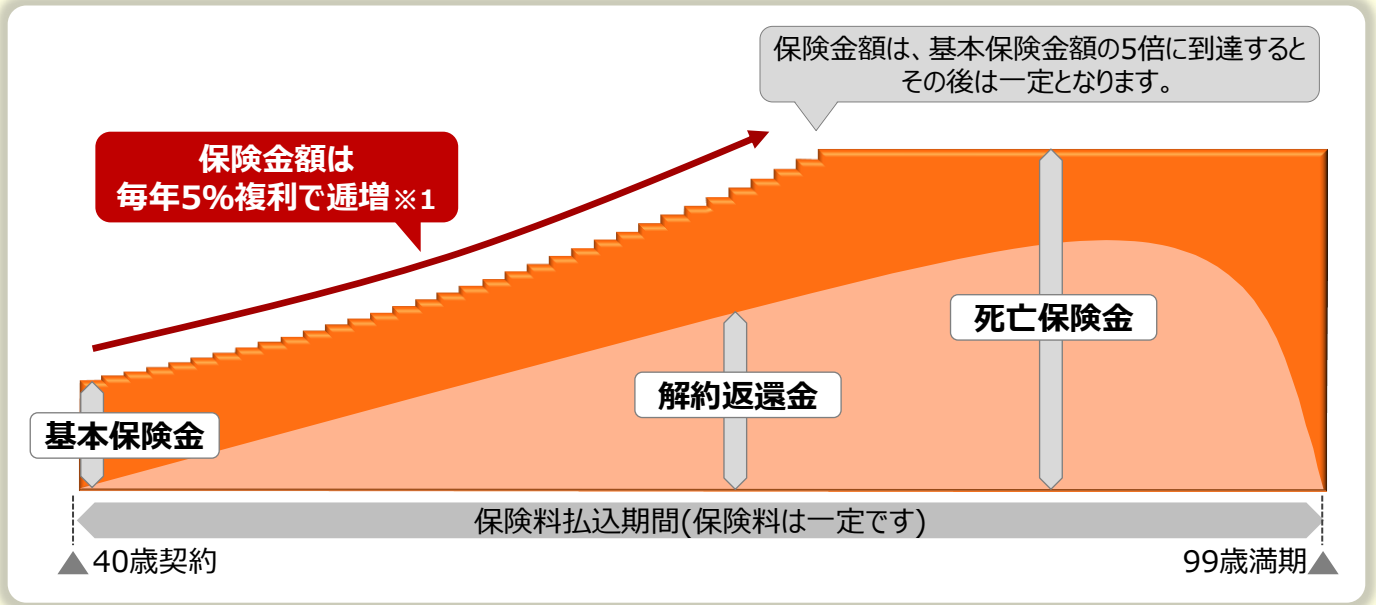 保険金額は、基本保険金額の5倍に到達すると
その後は一定となります。
保険金額は
毎年5%複利で逓増※1
死亡保険金
解約返還金
基本保険金
保険料払込期間(保険料は一定です)
▲40歳契約
99歳満期▲